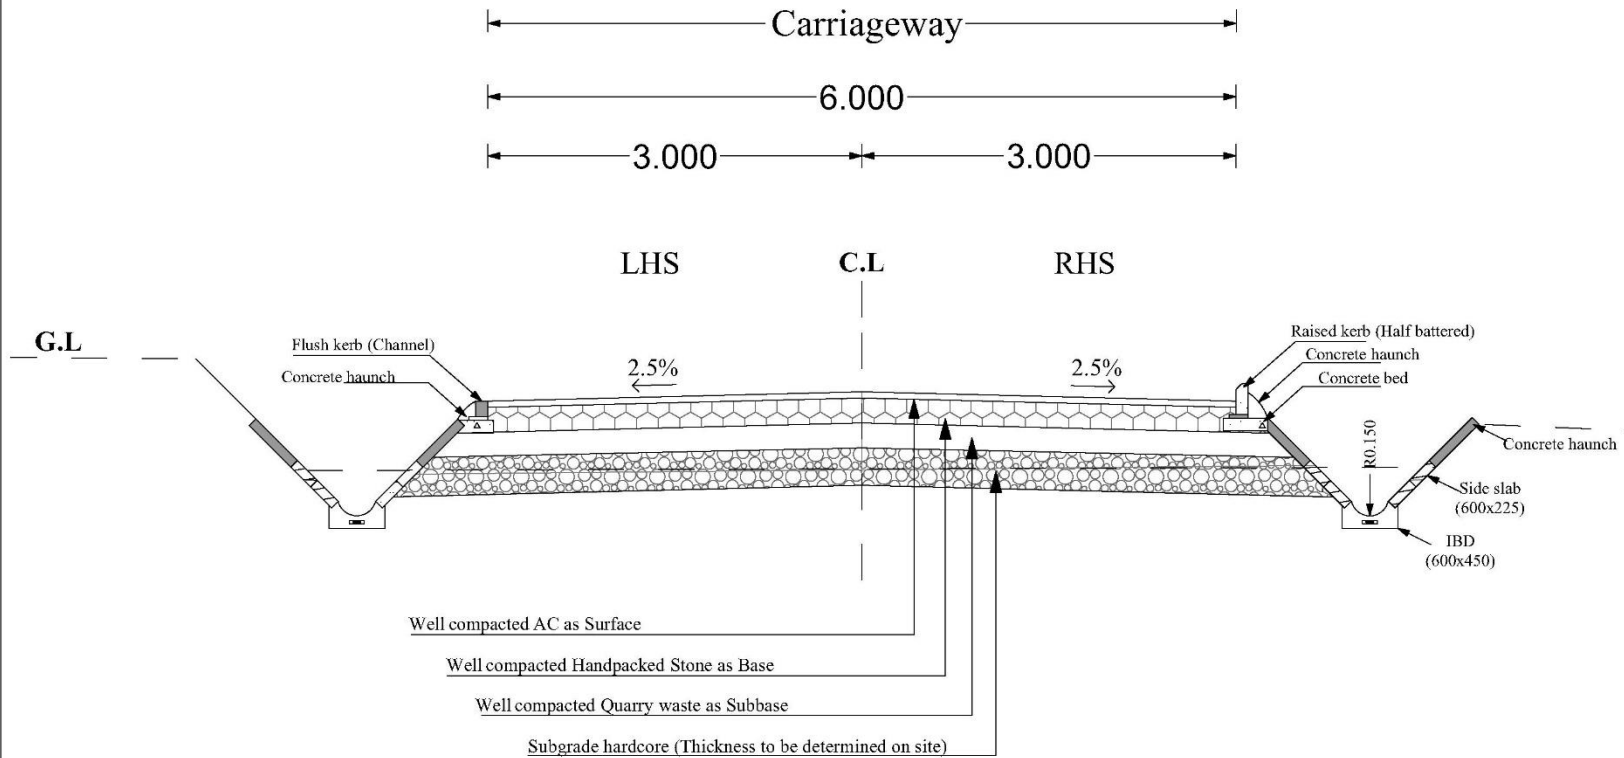 Carriageway
6.000
3.000
3.000
LHS
C.L
RHS
G.L
Flush kerb (Channel)
Concrete haunch
2.5%
2.5%
Raised kerb (Half battered)
Concrete haunch
Concrete bed
R0.150
Concrete haunch
Side slab
(600x225)
IBD
(600x450)
Well compacted AC as Surface
Well compacted Handpacked Stone as Base
Well compacted Quarry waste as Subbase
Subgrade hardcore (Thickness to be determined on site)